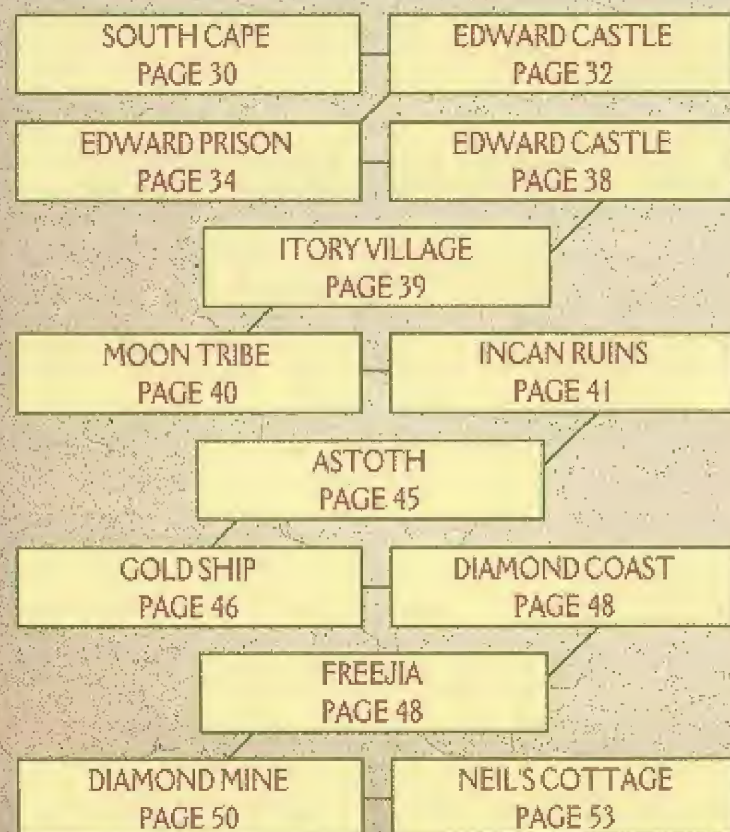 SOUTH CAPE
PAGE 30
EDWARD CASTLE
PAGE 32
EDWARD PRISON
PAGE 34
EDWARD CASTLE
PAGE 38
ITORY VILLAGE
PAGE 39
MOON TRIBE
PAGE 40
INCAN RUINS
PAGE 41
ASTOTH
PAGE 45
GOLD SHIP
PAGE 46
DIAMOND COAST
PAGE 48
FREEJIA
PAGE 48
DIAMOND MINE
PAGE 50
NEIL'S COTTAGE
PAGE 53